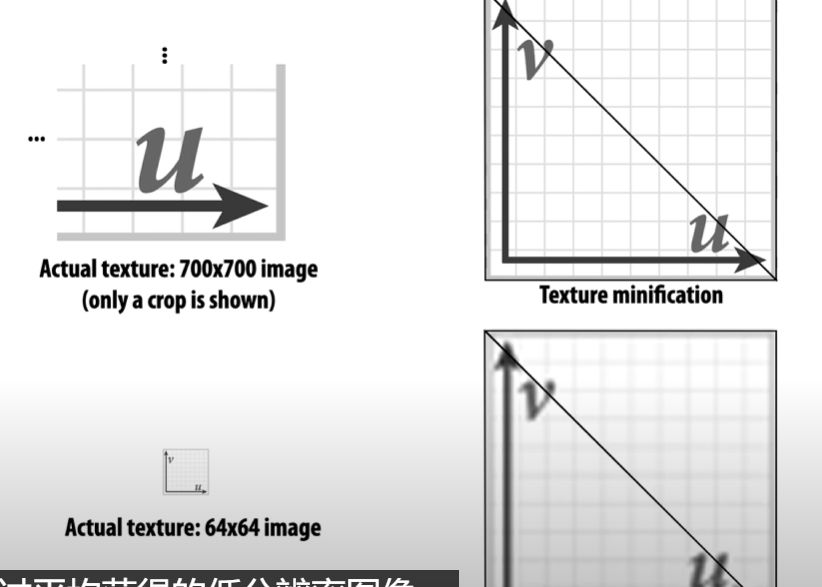 v
u
u
Actual texture: 700x700 image
(only a crop is shown)
Texture minification
v
v
u
u
Actual texture: 64x64 image
过平均获得的低分辨率图像